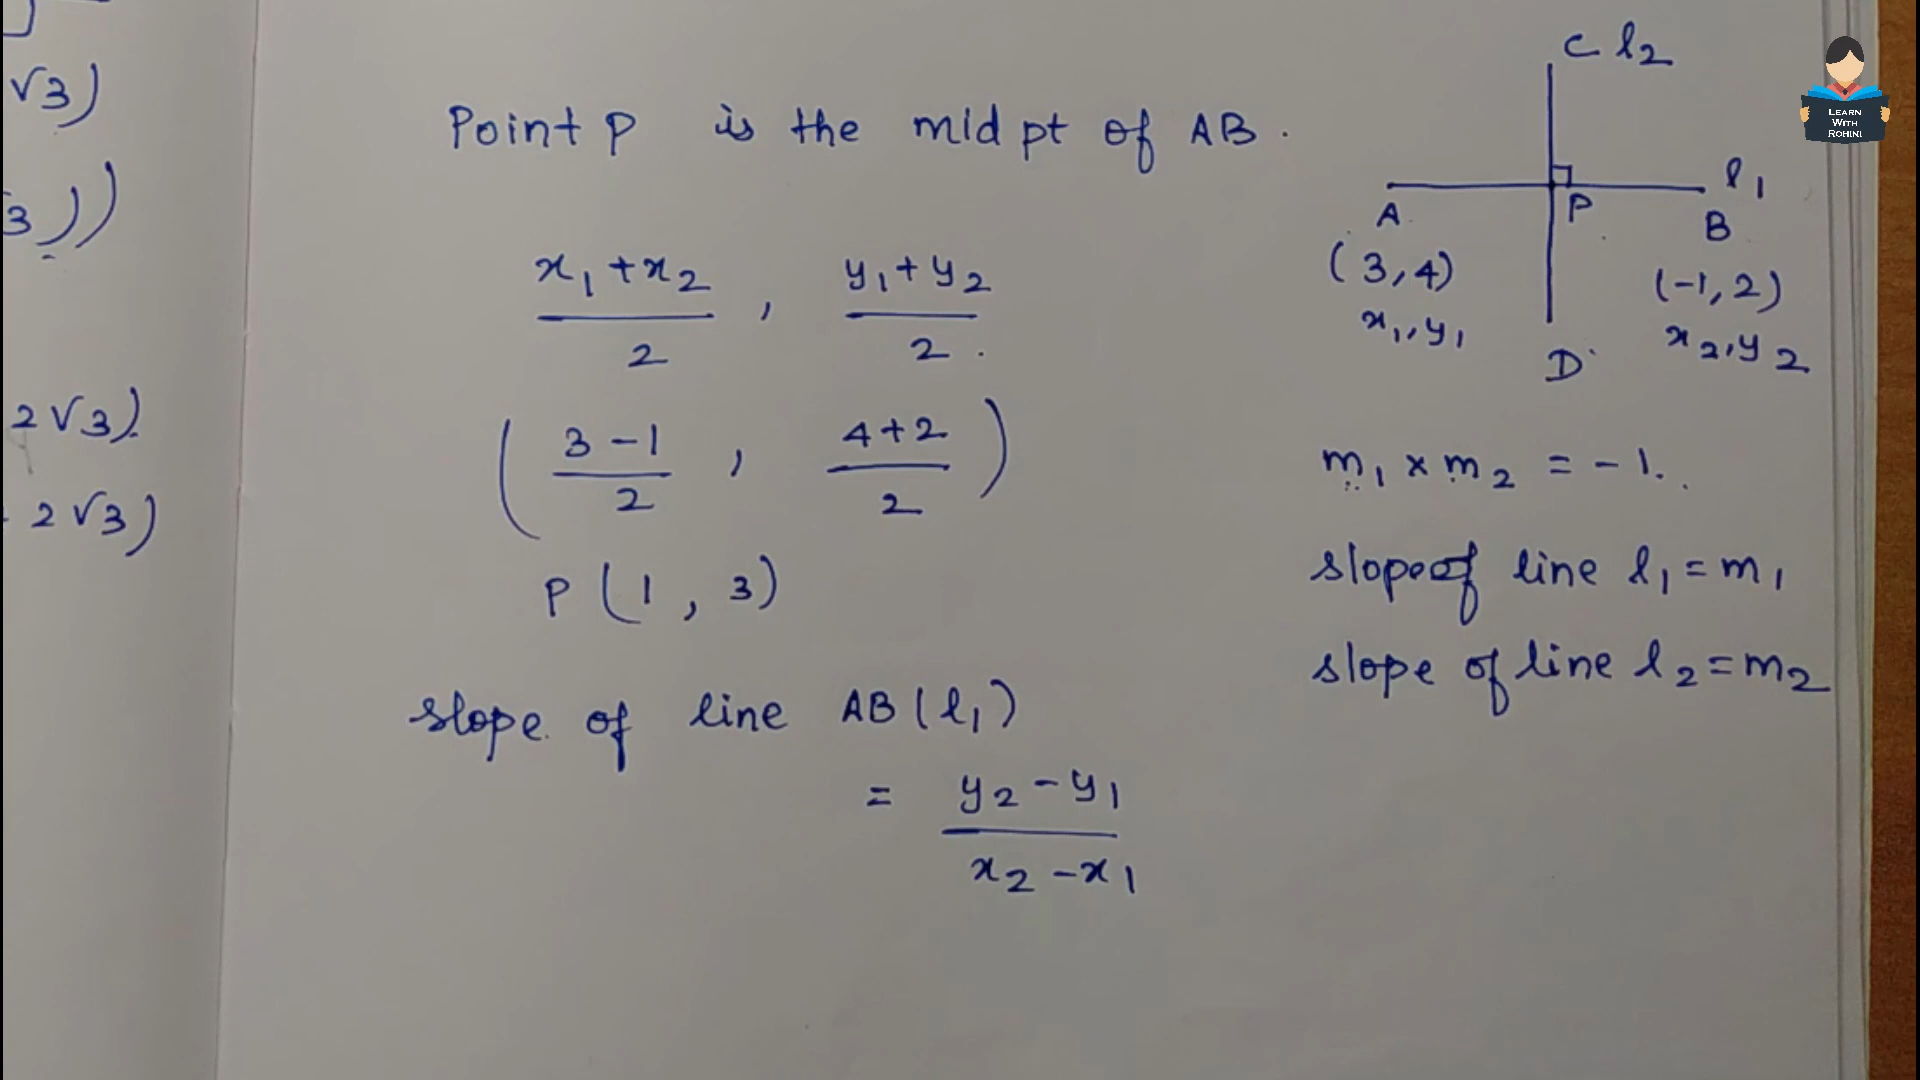 √3)
3))
2√3)
2√3)
Point P is the mid pt of AB.
x1+x2 / 2 , y1+y2 / 2.
( 3-1 / 2 , 4+2 / 2 )
P(1, 3)
slope of line AB(l1)
= y2-y1 / x2-x1
C l2
l1
A P B
(3,4) (-1,2)
x1,y1 x2,y2
D
m1 × m2 = -1.
slope of line l1 = m1
slope of line l2 = m2
LEARN
WITH
ROHINI